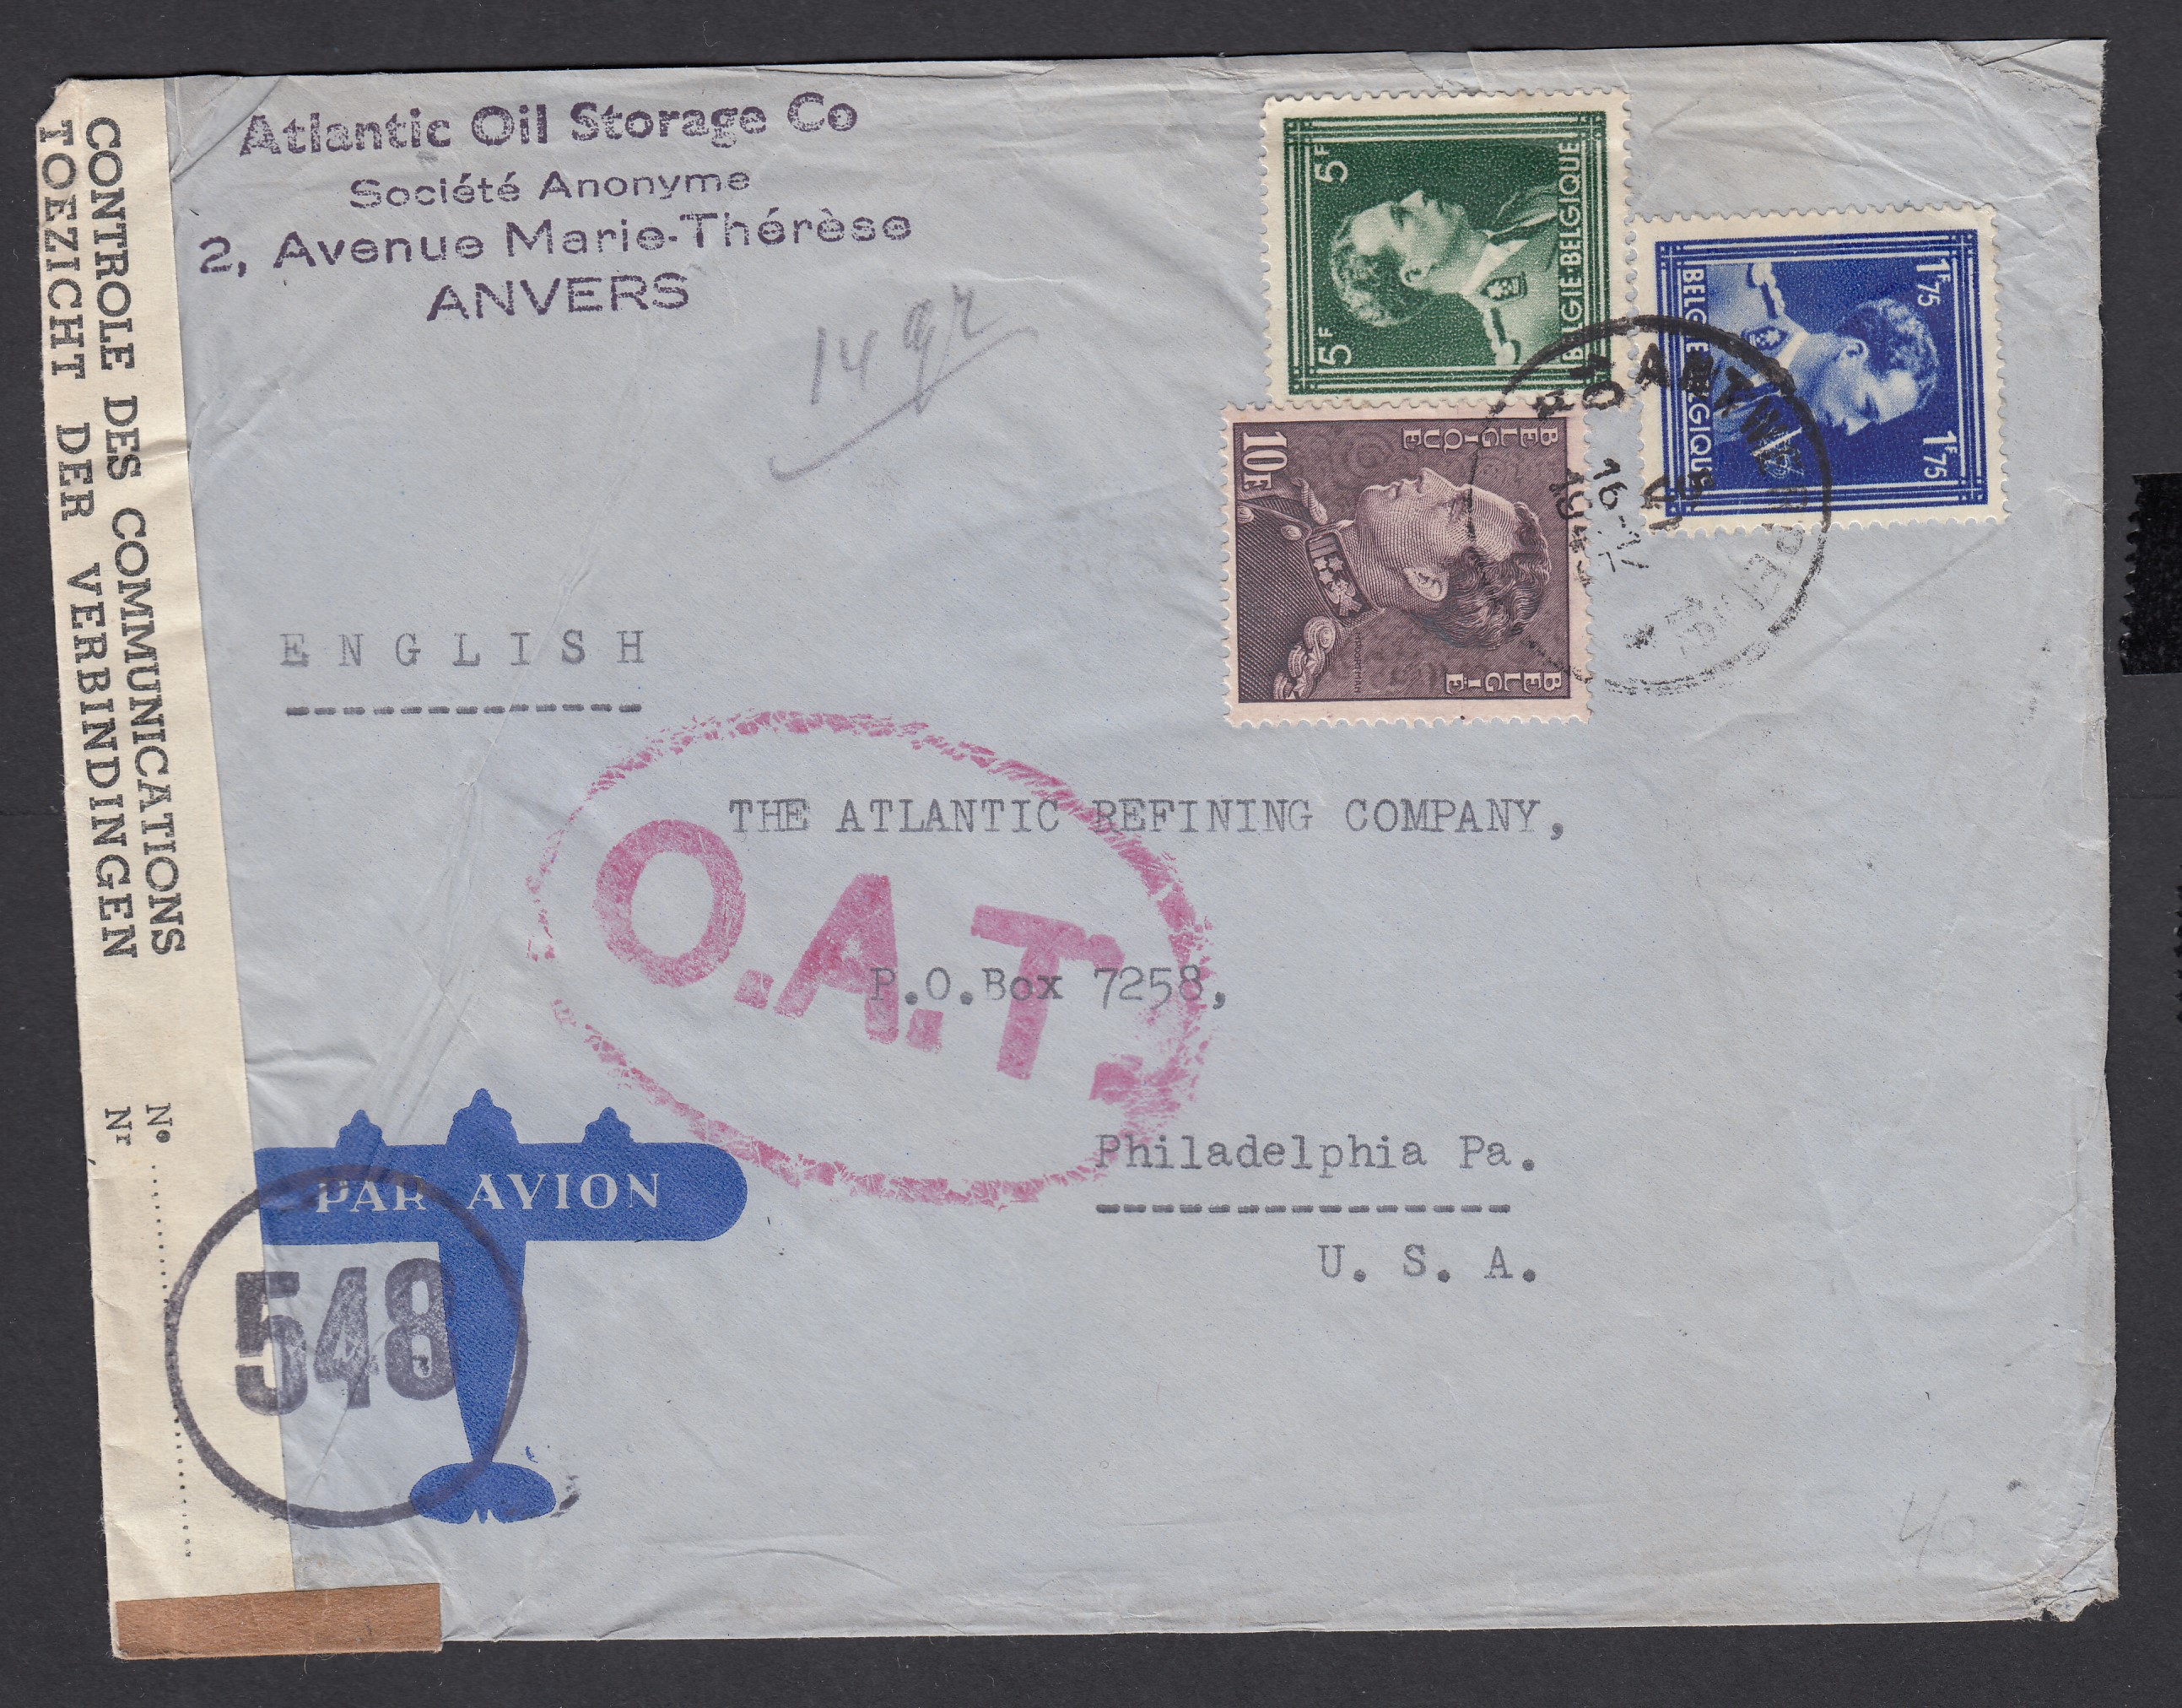 Atlantic Oil Storage Co
Société Anonyme
2, Avenue Marie-Thérèse
ANVERS
14 gr
5F
5F
BELGIE-BELGIQUE
1F75
1F75
BELGIE BELGIQUE
10F
BELGIQUE
BELGIE
ANTWERPEN
16
CONTROLE DES COMMUNICATIONS
TOEZICHT DER VERBINDINGEN
N°
Nr
ENGLISH
THE ATLANTIC REFINING COMPANY,
O.A.T.
P.O.Box 7258,
Philadelphia Pa.
U. S. A.
PAR AVION
548
40